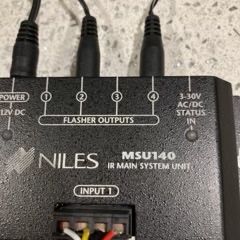 POWER
12V DC
1 2 3 4
FLASHER OUTPUTS
3-30V
AC/DC
STATUS
IN
NILES
MSU140
IR MAIN SYSTEM UNIT
INPUT 1